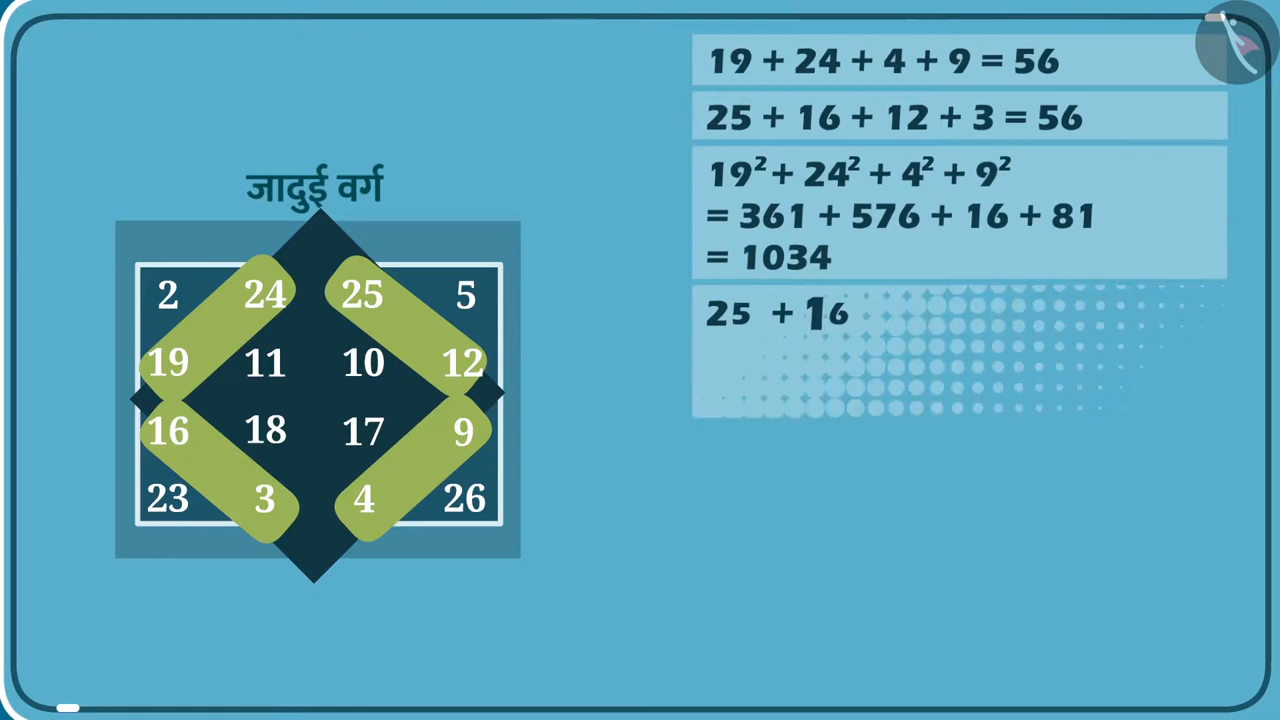 जादुई वर्ग
2 24 25 5
19 11 10 12
16 18 17 9
23 3 4 26
19 + 24 + 4 + 9 = 56
25 + 16 + 12 + 3 = 56
19² + 24² + 4² + 9²
= 361 + 576 + 16 + 81
= 1034
25 + 16